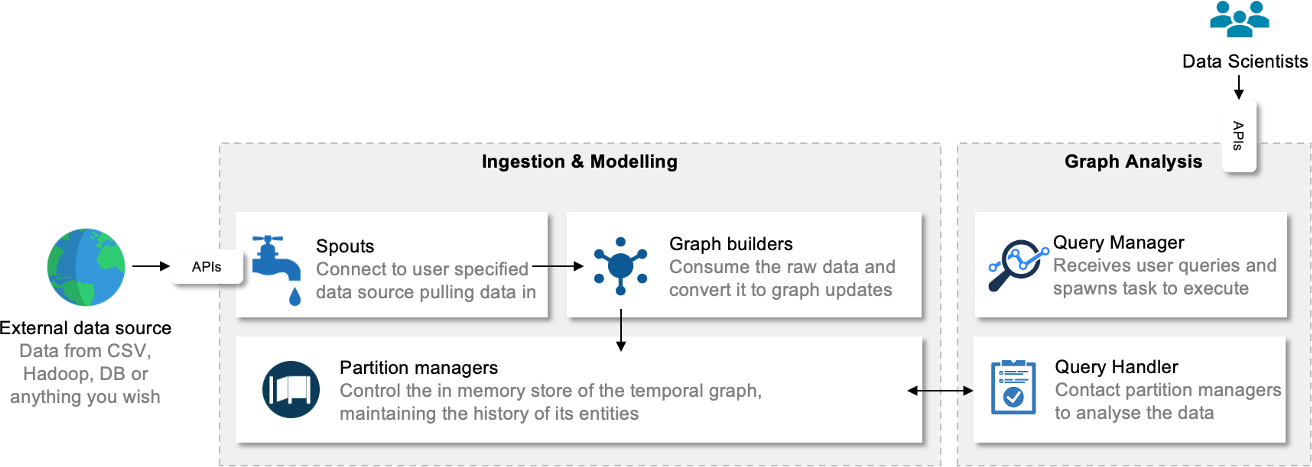 Data Scientists
APIs
Ingestion & Modelling
Graph Analysis
External data source
Data from CSV,
Hadoop, DB or
anything you wish
APIs
Spouts
Connect to user specified
data source pulling data in
Graph builders
Consume the raw data and
convert it to graph updates
Partition managers
Control the in memory store of the temporal graph,
maintaining the history of its entities
Query Manager
Receives user queries and
spawns task to execute
Query Handler
Contact partition managers
to analyse the data